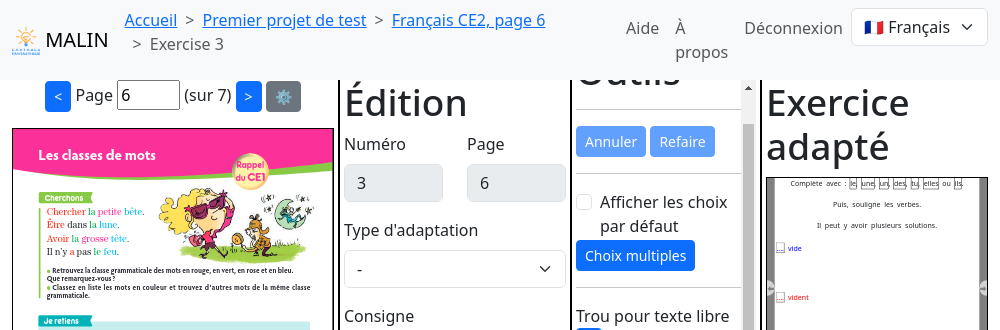 MALIN
Accueil > Premier projet de test > Français CE2, page 6
> Exercise 3
Aide
À propos
Déconnexion
🇫🇷 Français
< Page 6 (sur 7) > ⚙️
Les classes de mots
Rappel
du CE1
Cherchons
Chercher la petite bête.
Être dans la lune.
Avoir la grosse tête.
Il n'y a pas le feu.
• Retrouvez la classe grammaticale des mots en rouge, en vert, en rose et en bleu.
Que remarquez-vous ?
• Classez en liste les mots en couleur et trouvez d'autres mots de la même classe
grammaticale.
Je retiens
Édition
Numéro
Page
3
6
Type d'adaptation
-
Consigne
Outils
Annuler
Refaire
Afficher les choix
par défaut
Choix multiples
Trou pour texte libre
Exercice
adapté
Complète avec : le, une, un, des, tu, elles ou ils.
Puis, souligne les verbes.
Il peut y avoir plusieurs solutions.
... vide
... vident